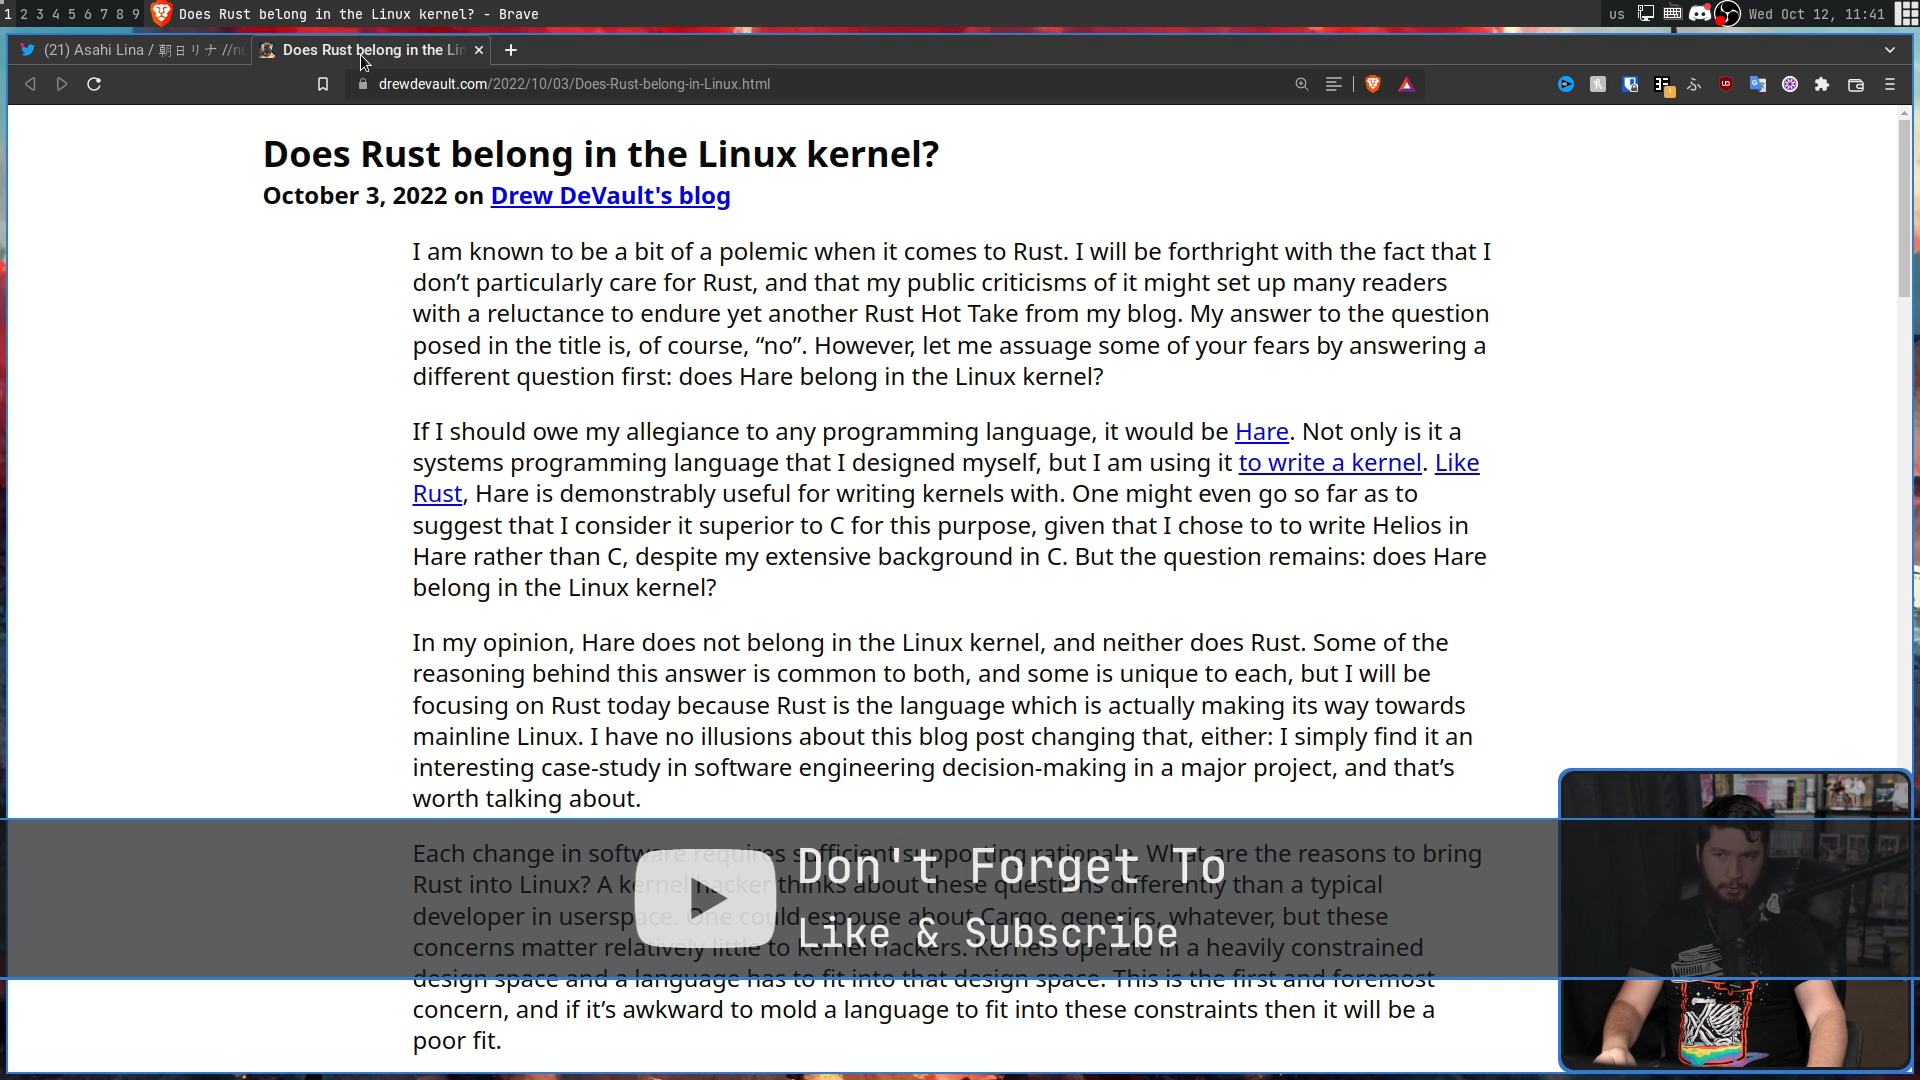 1 2 3 4 5 6 7 8 9 Does Rust belong in the Linux kernel? - Brave us Wed Oct 12, 11:41
(21) Asahi Lina / 朝日リナ //nu Does Rust belong in the Lin
drewdevault.com/2022/10/03/Does-Rust-belong-in-Linux.html
Does Rust belong in the Linux kernel?
October 3, 2022 on Drew DeVault's blog
I am known to be a bit of a polemic when it comes to Rust. I will be forthright with the fact that I
don’t particularly care for Rust, and that my public criticisms of it might set up many readers
with a reluctance to endure yet another Rust Hot Take from my blog. My answer to the question
posed in the title is, of course, “no”. However, let me assuage some of your fears by answering a
different question first: does Hare belong in the Linux kernel?
If I should owe my allegiance to any programming language, it would be Hare. Not only is it a
systems programming language that I designed myself, but I am using it to write a kernel. Like
Rust, Hare is demonstrably useful for writing kernels with. One might even go so far as to
suggest that I consider it superior to C for this purpose, given that I chose to to write Helios in
Hare rather than C, despite my extensive background in C. But the question remains: does Hare
belong in the Linux kernel?
In my opinion, Hare does not belong in the Linux kernel, and neither does Rust. Some of the
reasoning behind this answer is common to both, and some is unique to each, but I will be
focusing on Rust today because Rust is the language which is actually making its way towards
mainline Linux. I have no illusions about this blog post changing that, either: I simply find it an
interesting case-study in software engineering decision-making in a major project, and that’s
worth talking about.
Each change in software requires sufficient supporting rationale. What are the reasons to bring
Rust into Linux? A kernel hacker thinks about these questions differently than a typical
developer in userspace. One could espouse about Cargo, generics, whatever, but these
concerns matter relatively little to kernel hackers. Kernels operate in a heavily constrained
design space and a language has to fit into that design space. This is the first and foremost
concern, and if it’s awkward to mold a language to fit into these constraints then it will be a
poor fit.
Don't Forget To
Like & Subscribe